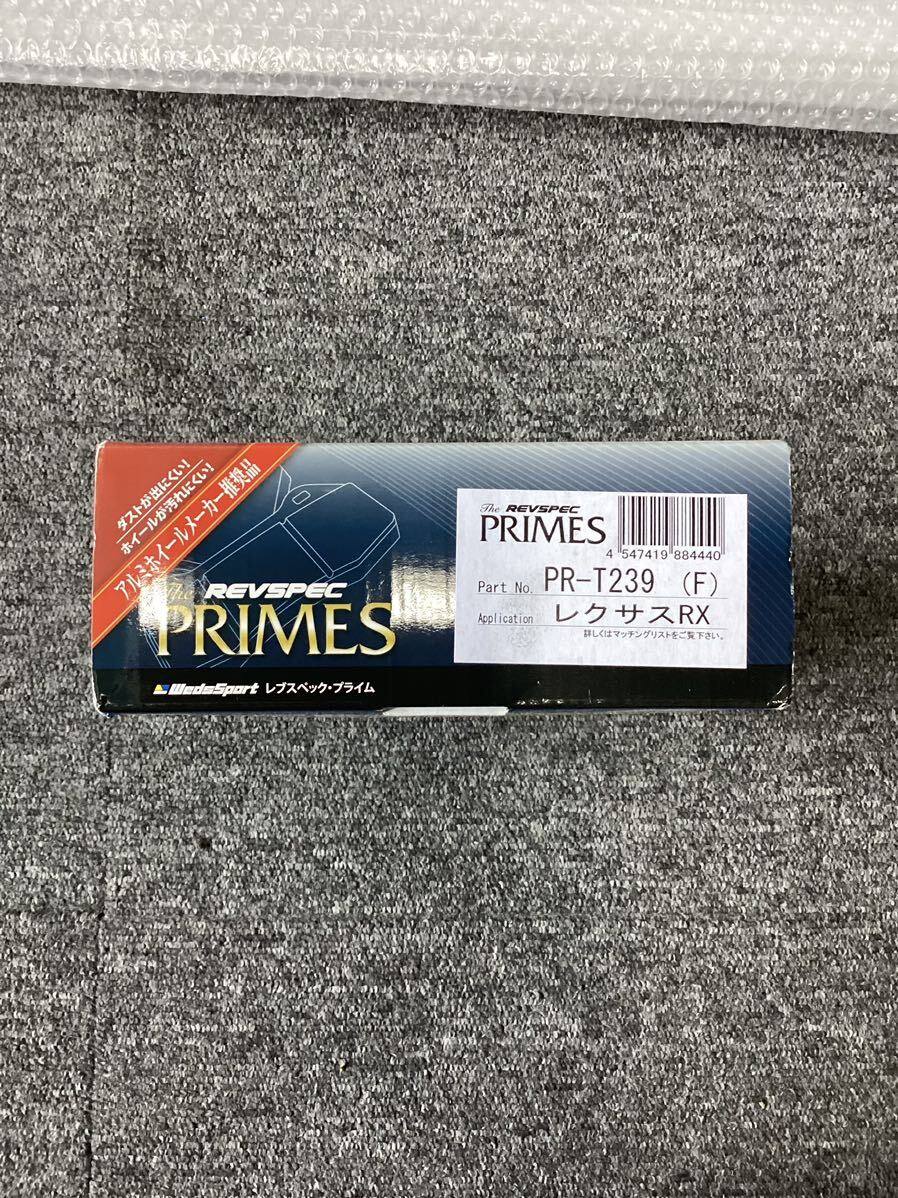 ダストが出にくい!
ホイールが汚れにくい!
アルミホイールメーカー推奨品
The REVSPEC
PRIMES
WedsSport レブスペック・プライム
The REVSPEC
PRIMES
4 547419 884440
Part No. PR-T239 (F)
Application レクサスRX
詳しくはマッチングリストをご覧下さい。